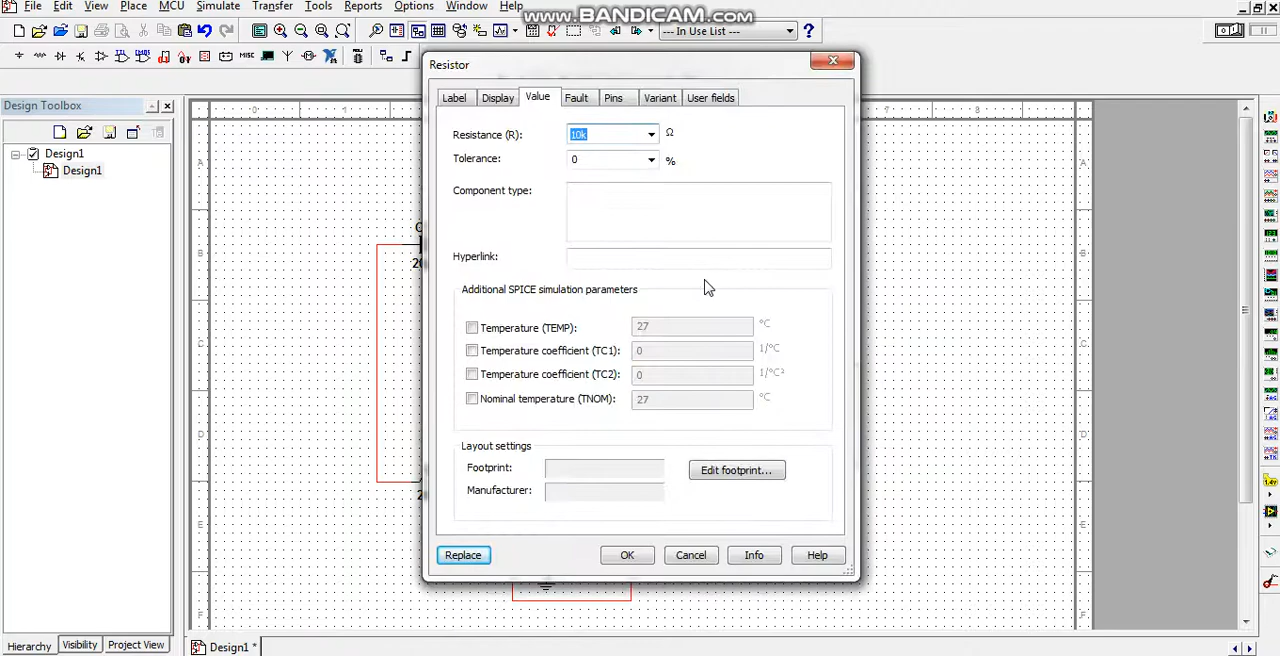 File Edit View Place MCU Simulate Transfer Tools Reports Options Window Help
www.BANDICAM.com
--- In Use List ---
Design Toolbox
Design1
Design1
Resistor
Label Display Value Fault Pins Variant User fields
Resistance (R): 10k Ω
Tolerance: 0 %
Component type:
Hyperlink:
Additional SPICE simulation parameters
Temperature (TEMP): 27 °C
Temperature coefficient (TC1): 0 1/°C
Temperature coefficient (TC2): 0 1/°C²
Nominal temperature (TNOM): 27 °C
Layout settings
Footprint:
Edit footprint...
Manufacturer:
Replace OK Cancel Info Help
Hierarchy Visibility Project View
Design1 *